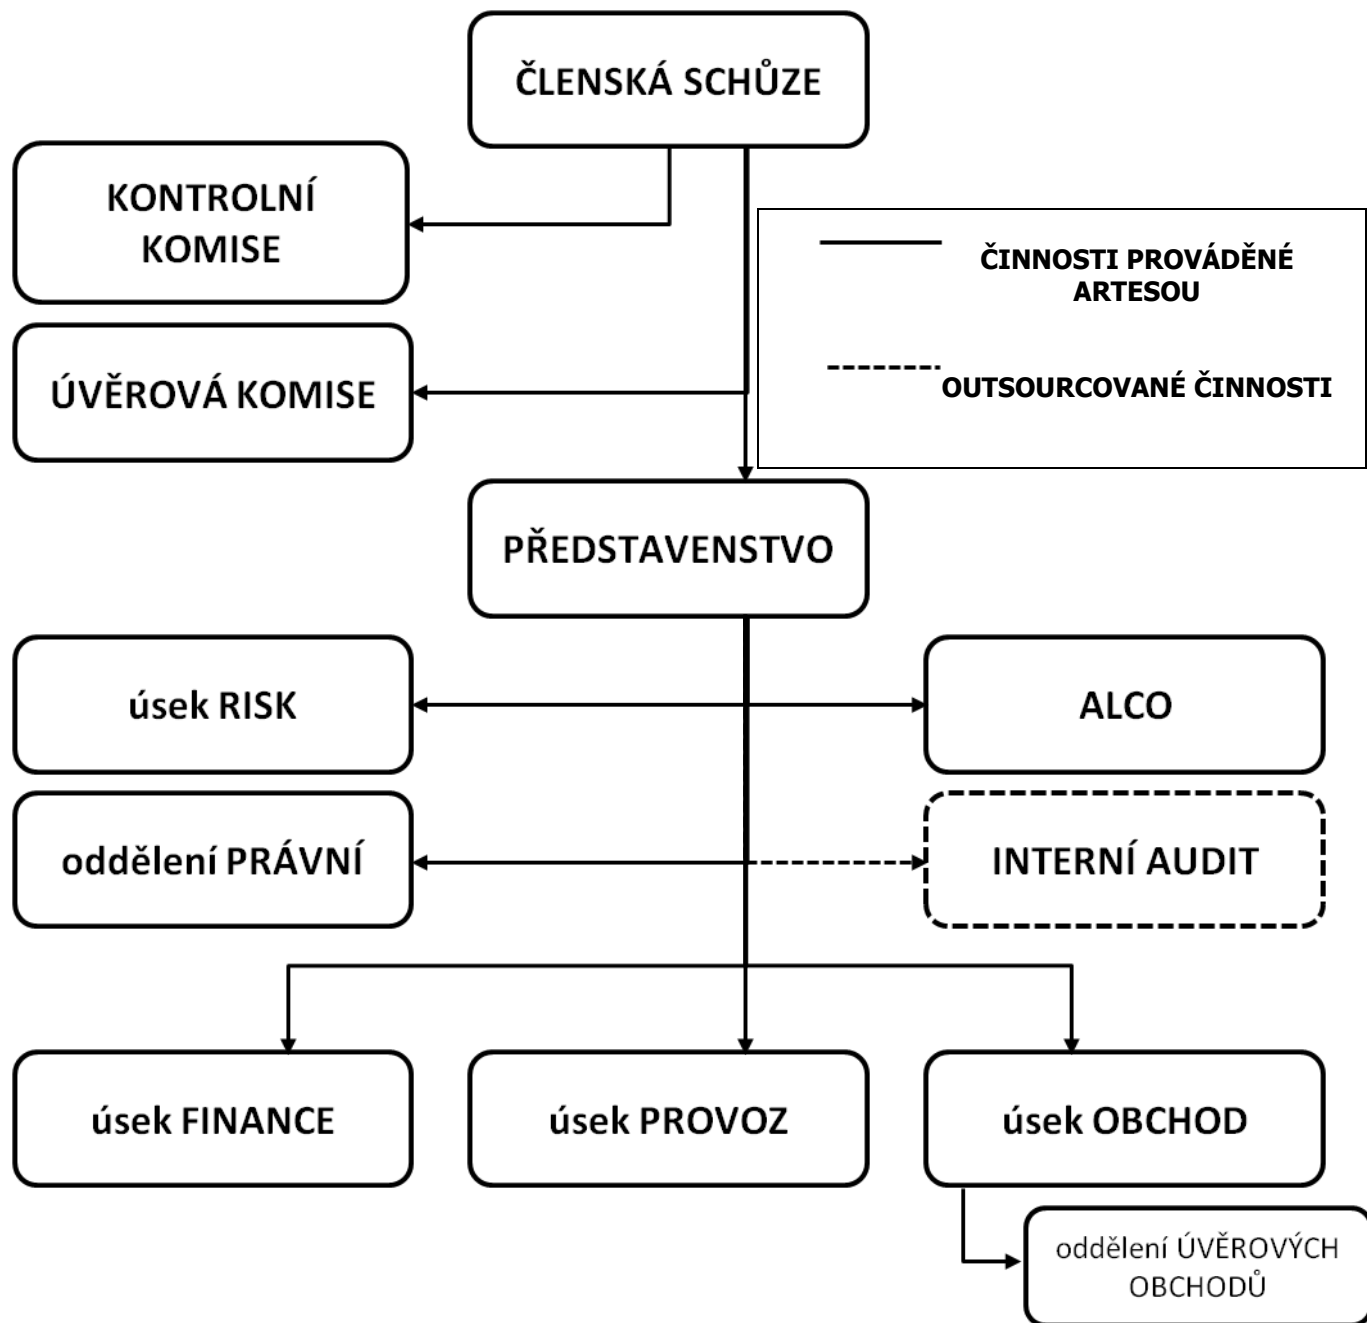 ČLENSKÁ SCHŮZE
KONTROLNÍ
KOMISE
ČINNOSTI PROVÁDĚNÉ
ARTESOU
ÚVĚROVÁ KOMISE
OUTSOURCOVANÉ ČINNOSTI
PŘEDSTAVENSTVO
úsek RISK
ALCO
oddělení PRÁVNÍ
INTERNÍ AUDIT
úsek FINANCE
úsek PROVOZ
úsek OBCHOD
oddělení ÚVĚROVÝCH
OBCHODŮ